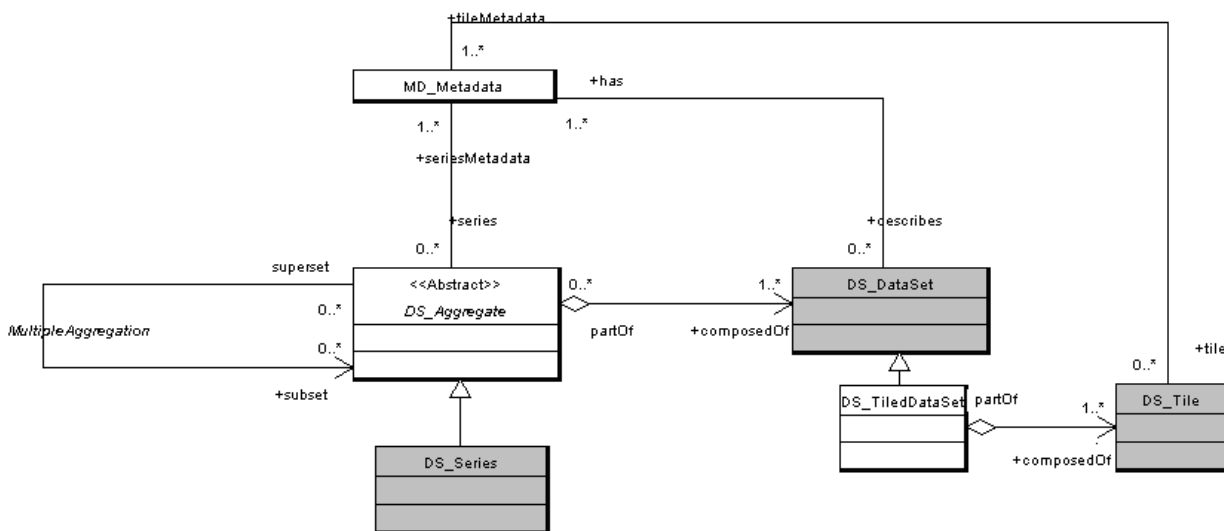 +tileMetadata
1..*
+has
MD_Metadata
1..*
1..*
+seriesMetadata
+series
+describes
0..*
0..*
superset
<<Abstract>>
0..*
1..*
DS_DataSet
DS_Aggregate
0..*
partOf
+composedOf
MultipleAggregation
0..*
+tile
0..*
+subset
DS_TiledDataSet
partOf
1..*
DS_Tile
+composedOf
DS_Series